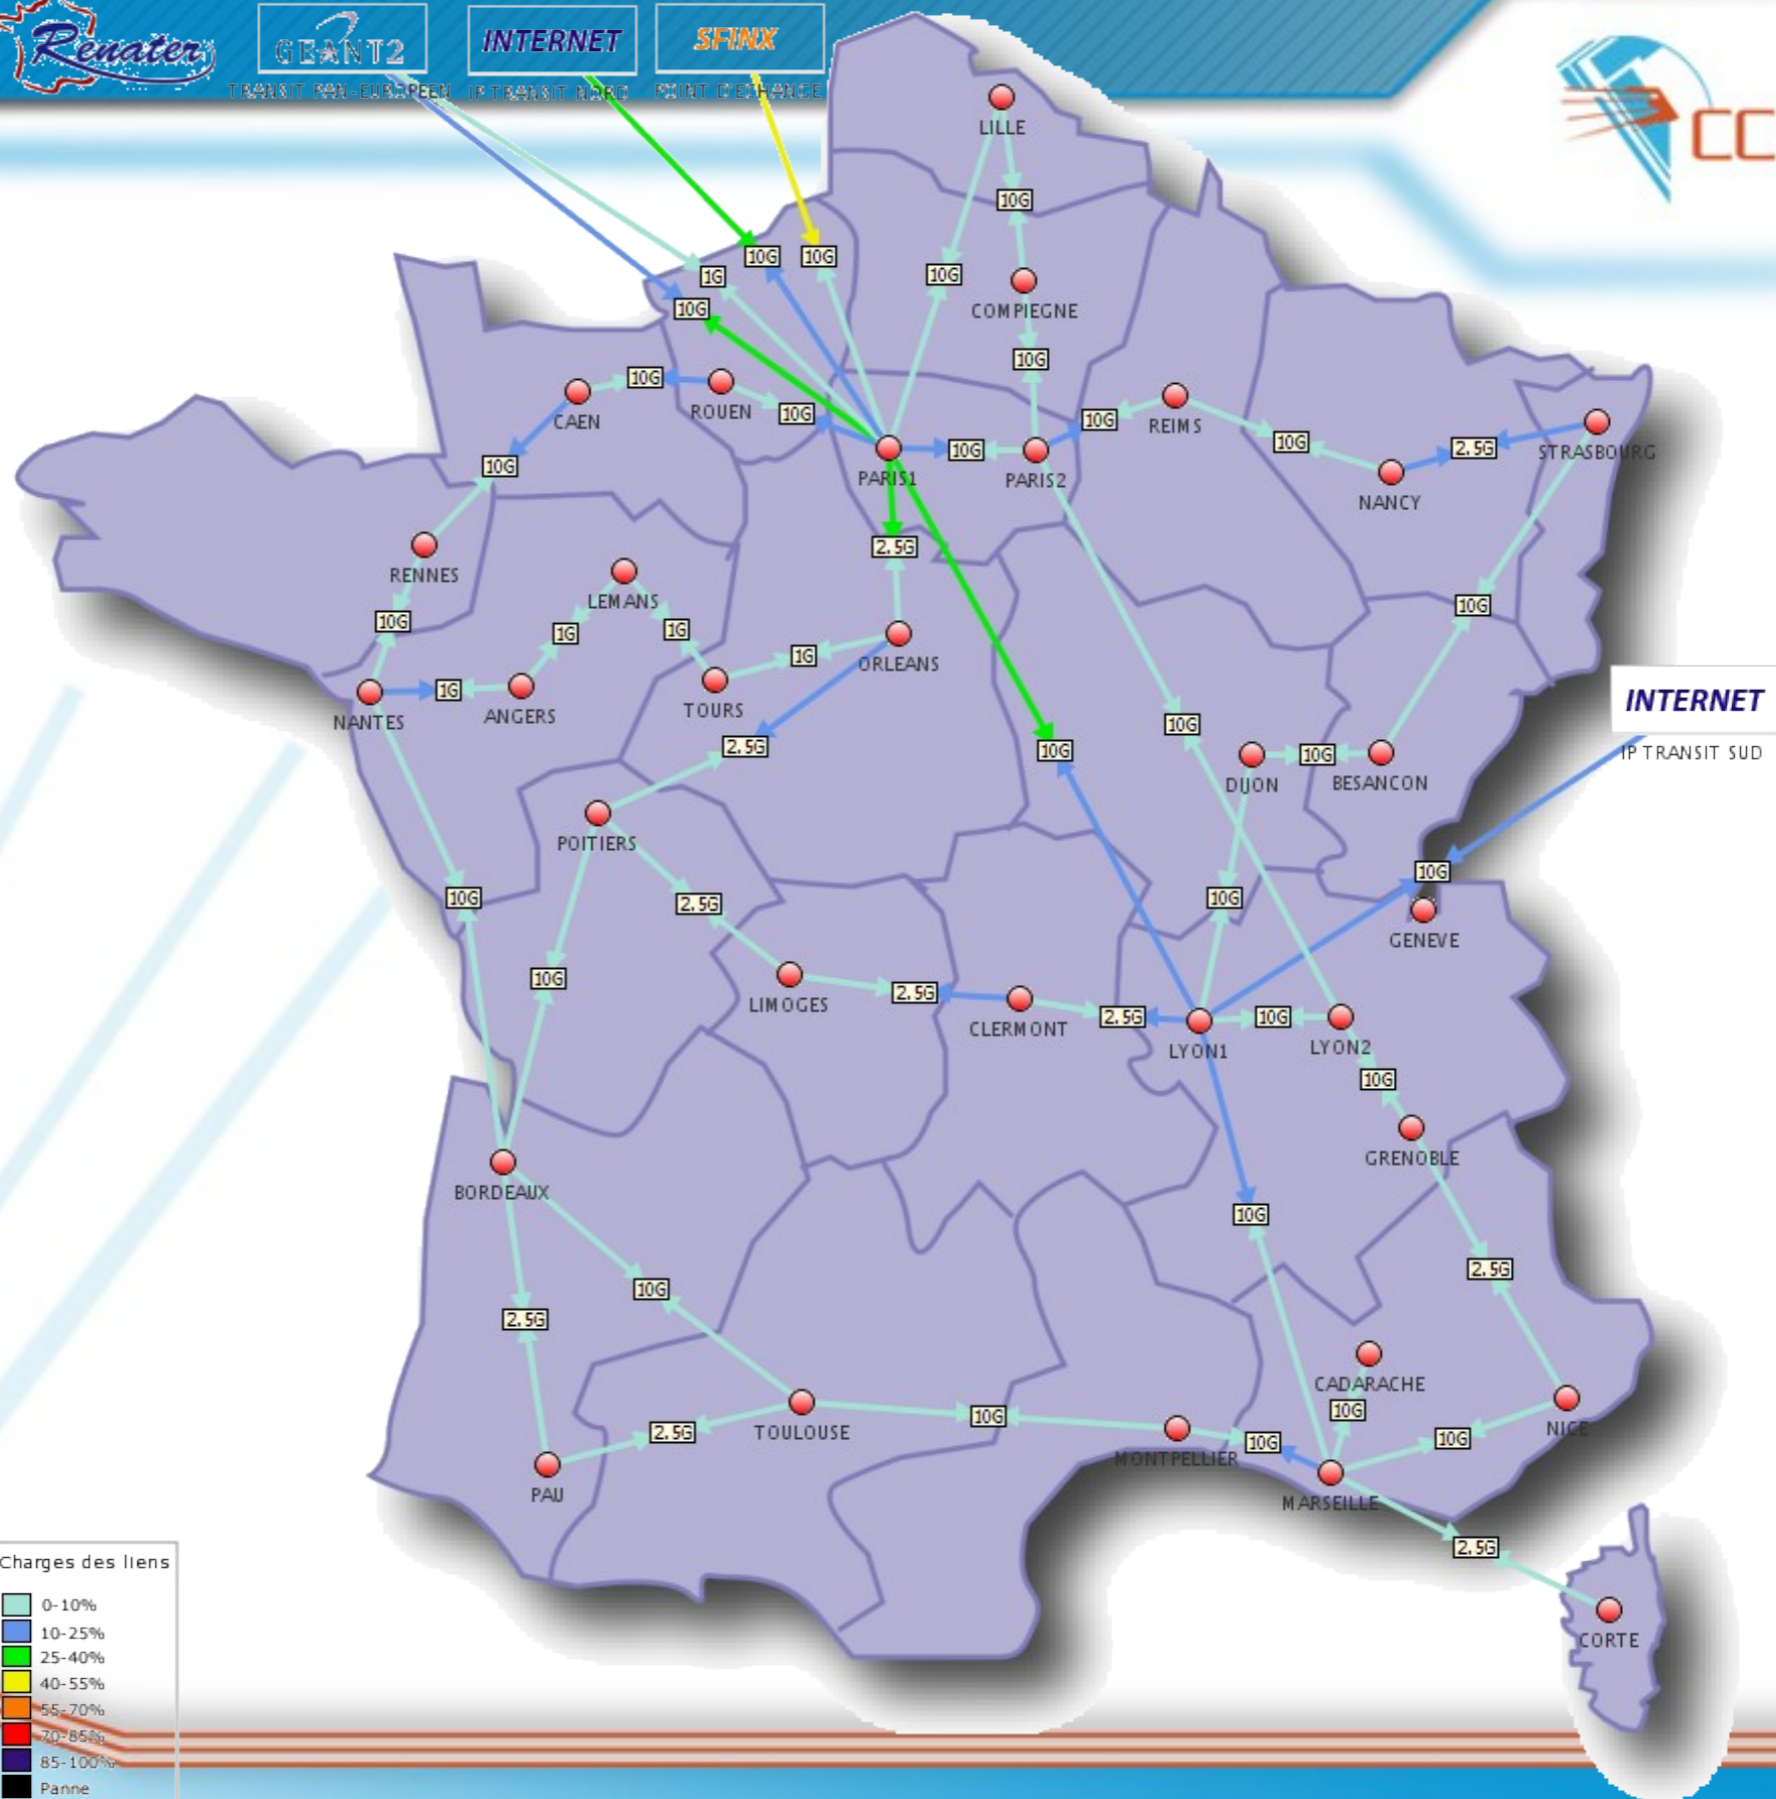 Renater
GEANT2
INTERNET
SFINX
TRANSIT PAN-EUROPEEN
IP TRANSIT NORD
POINT D'ECHANGE
CC
LILLE
10G
10G
10G
10G
1G
10G
10G
COMPIEGNE
10G
10G
CAEN
ROUEN
10G
10G
REIMS
10G
STRASBOURG
2.5G
10G
PARIS1
10G
PARIS2
NANCY
10G
RENNES
2.5G
LEMANS
10G
10G
1G
1G
1G
ORLEANS
NANTES
1G
ANGERS
TOURS
INTERNET
IP TRANSIT SUD
2.5G
10G
10G
DIJON
10G
BESANCON
POITIERS
10G
10G
2.5G
10G
GENEVE
10G
LIMOGES
2.5G
CLERMONT
2.5G
LYON1
10G
LYON2
10G
GRENOBLE
BORDEAUX
10G
2.5G
10G
2.5G
CADARACHE
10G
NICE
2.5G
TOULOUSE
10G
MONTPELLIER
10G
10G
PAU
MARSEILLE
2.5G
CORTE
Charges des liens
0-10%
10-25%
25-40%
40-55%
55-70%
70-85%
85-100%
Panne